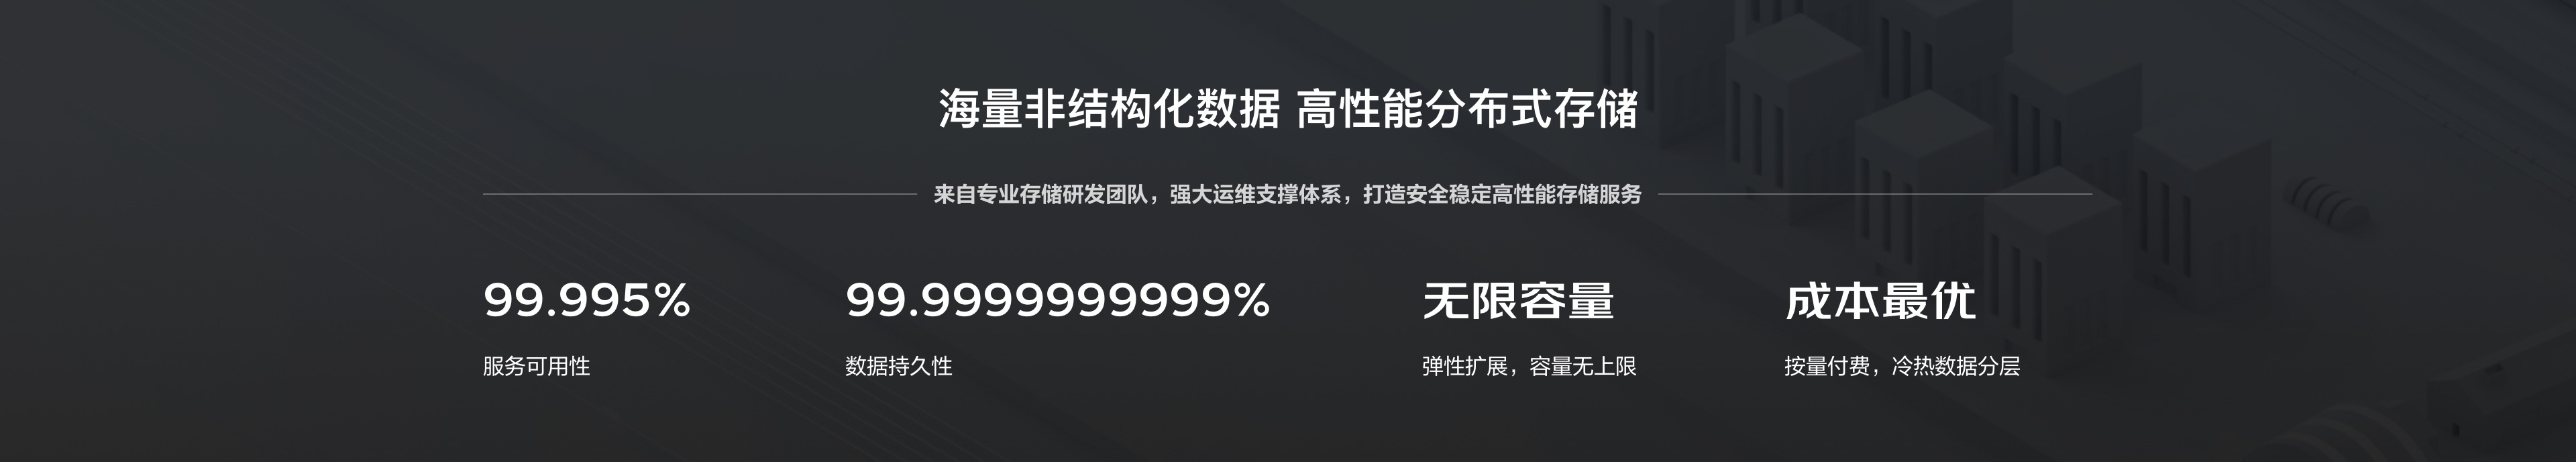 海量非结构化数据 高性能分布式存储
来自专业存储研发团队，强大运维支撑体系，打造安全稳定高性能存储服务
99.995%
99.9999999999%
无限容量
成本最优
服务可用性
数据持久性
弹性扩展，容量无上限
按量付费，冷热数据分层